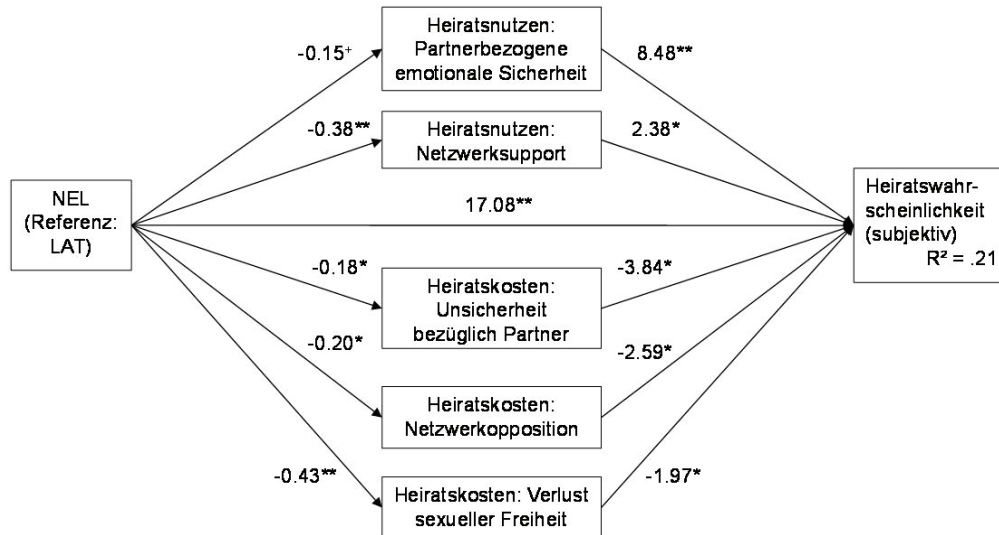 Heiratsnutzen:
Partnerbezogene
emotionale Sicherheit
-0.15⁺
8.48**
-0.38**
Heiratsnutzen:
Netzwerksupport
2.38*
NEL
(Referenz:
LAT)
17.08**
Heiratswahr-
scheinlichkeit
(subjektiv)
R² = .21
-0.18*
Heiratskosten:
Unsicherheit
bezüglich Partner
-3.84*
-0.20*
Heiratskosten:
Netzwerkopposition
-2.59*
-0.43**
Heiratskosten: Verlust
sexueller Freiheit
-1.97*